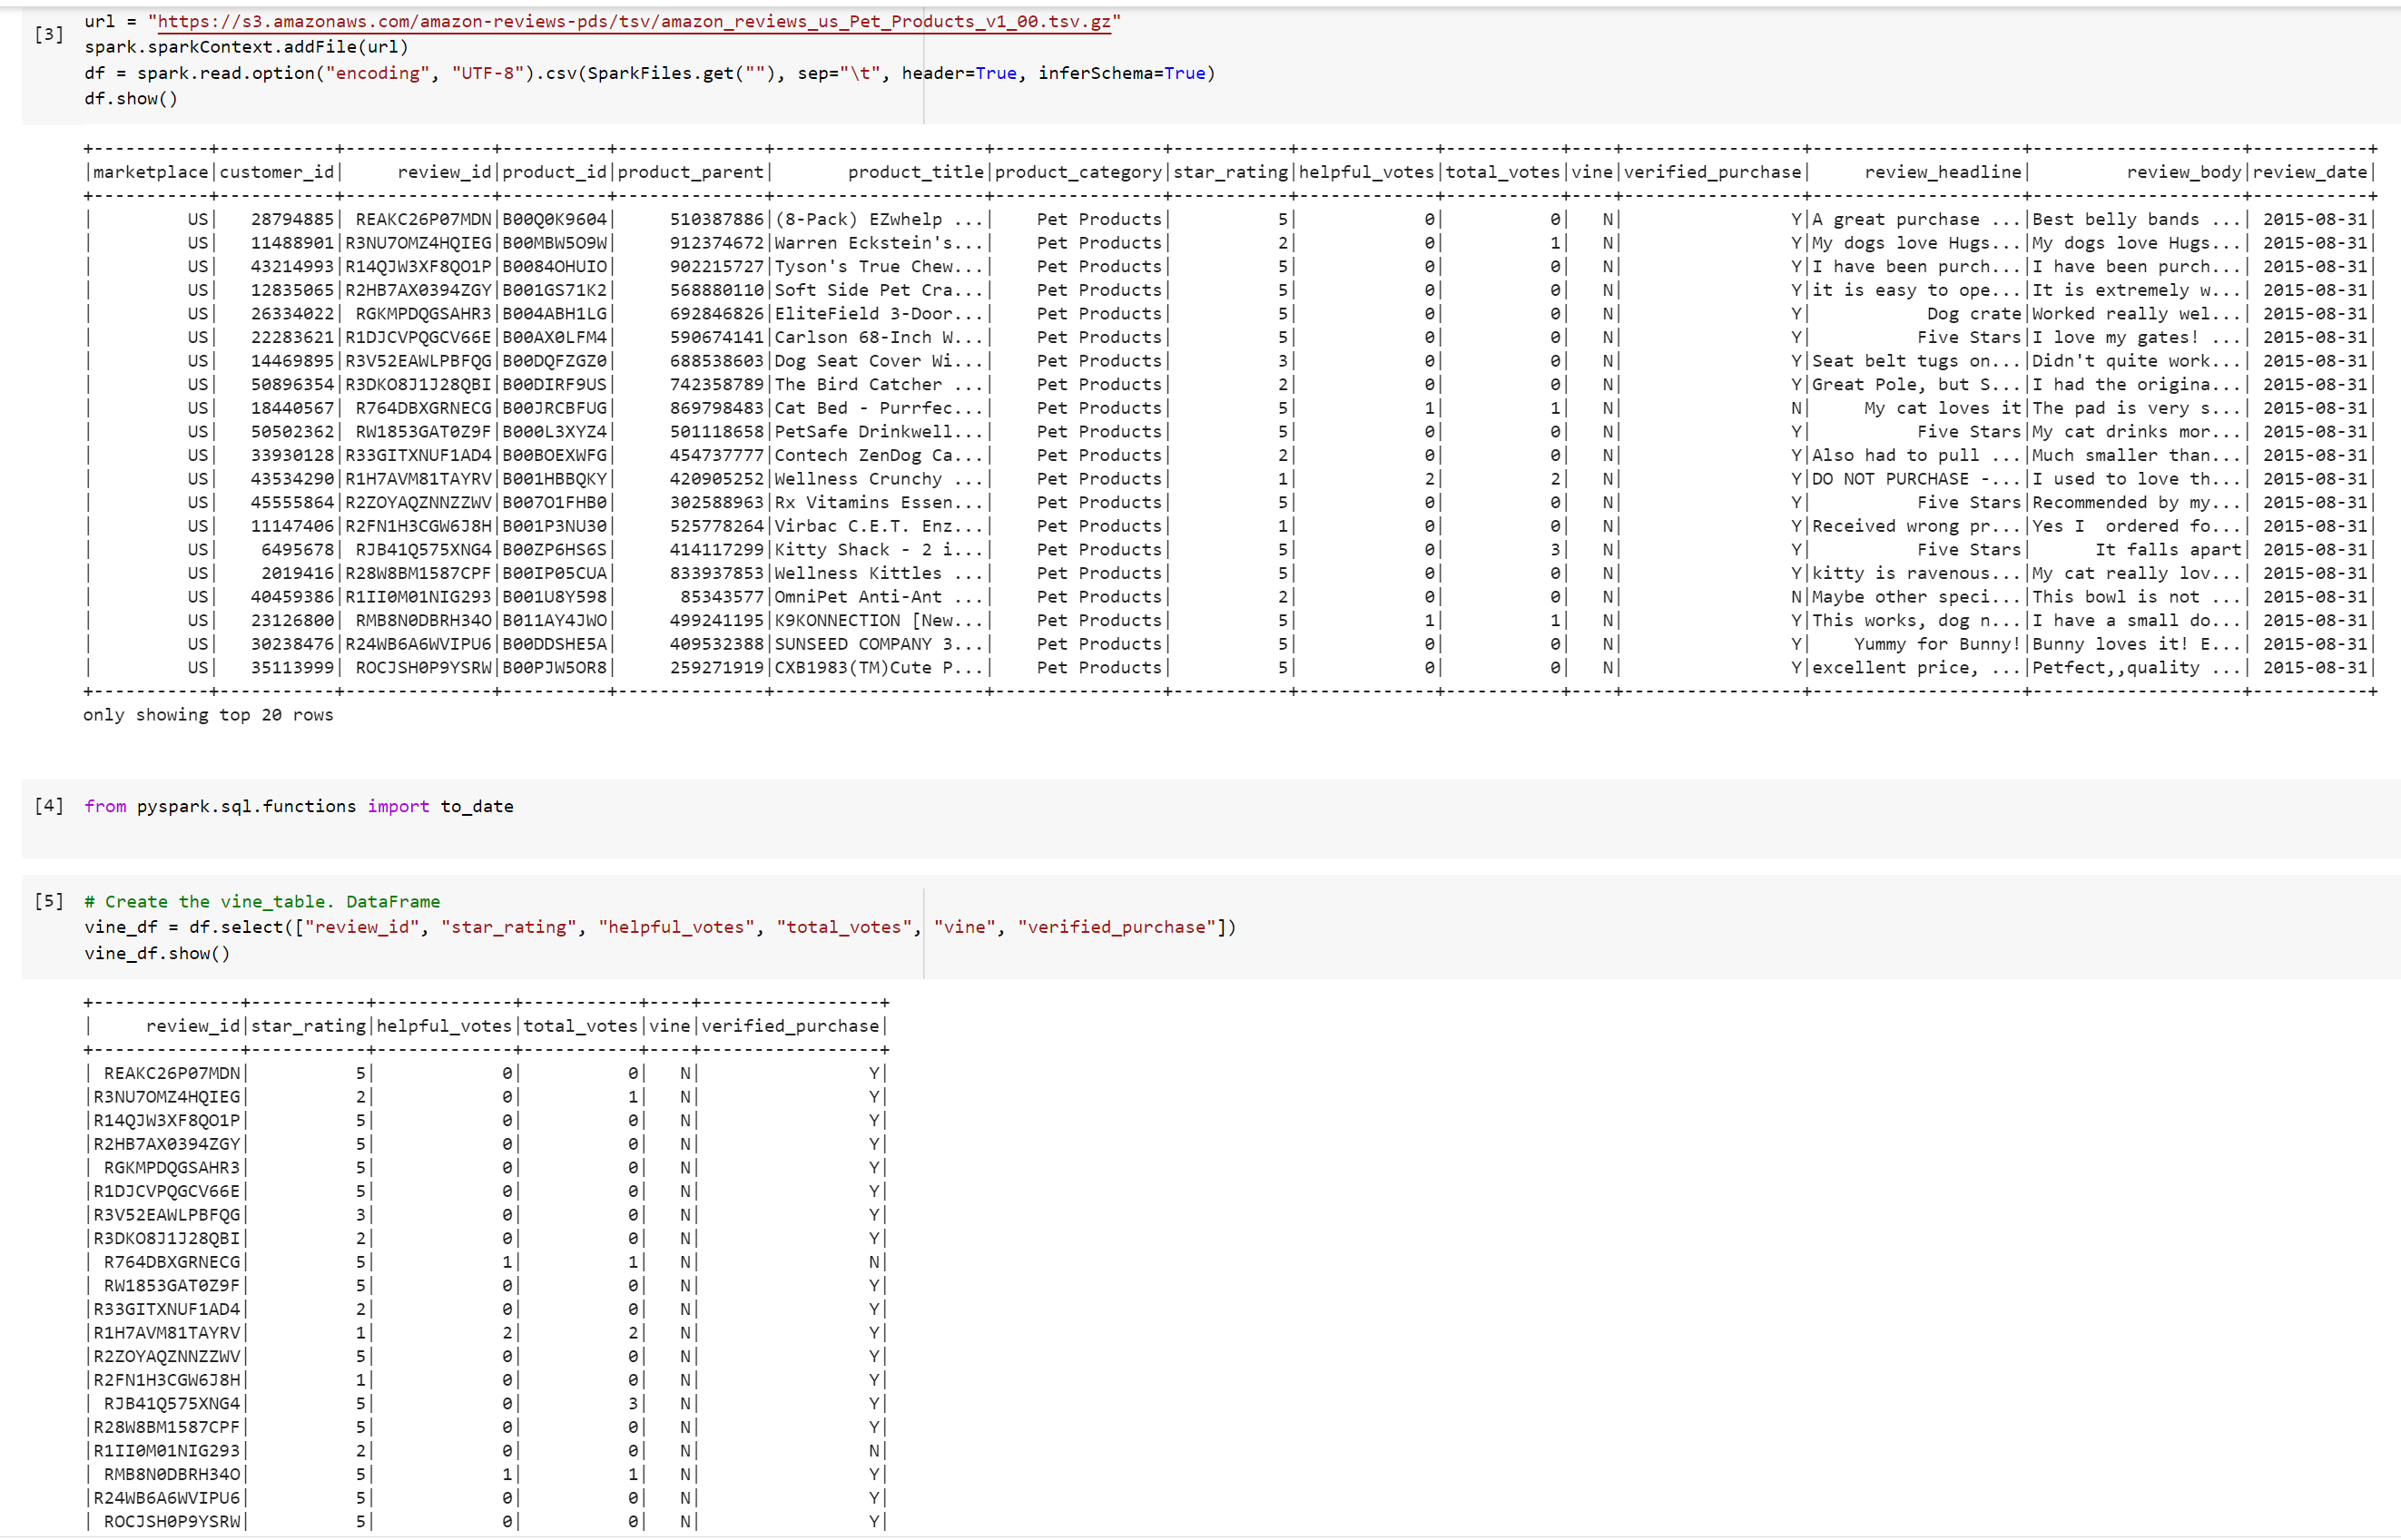 [3] url = "https://s3.amazonaws.com/amazon-reviews-pds/tsv/amazon_reviews_us_Pet_Products_v1_00.tsv.gz"
spark.sparkContext.addFile(url)
df = spark.read.option("encoding", "UTF-8").csv(SparkFiles.get(""), sep="\t", header=True, inferSchema=True)
df.show()
+-----------+-----------+--------------+----------+--------------+--------------------+----------------+-----------+-------------+-----------+----+-----------------+--------------------+--------------------+-----------+
|marketplace|customer_id|     review_id|product_id|product_parent|       product_title|product_category|star_rating|helpful_votes|total_votes|vine|verified_purchase|     review_headline|         review_body|review_date|
+-----------+-----------+--------------+----------+--------------+--------------------+----------------+-----------+-------------+-----------+----+-----------------+--------------------+--------------------+-----------+
|         US|   28794885| REAKC26P07MDN|B00Q0K9604|     510387886|(8-Pack) EZwhelp ...|    Pet Products|          5|            0|          0|   N|                Y|A great purchase ...|Best belly bands ...| 2015-08-31|
|         US|   11488901|R3NU7OMZ4HQIEG|B00MBW5O9W|     912374672|Warren Eckstein's...|    Pet Products|          2|            0|          1|   N|                Y|My dogs love Hugs...|My dogs love Hugs...| 2015-08-31|
|         US|   43214993|R14QJW3XF8QO1P|B0084OHUIO|     902215727|Tyson's True Chew...|    Pet Products|          5|            0|          0|   N|                Y|I have been purch...|I have been purch...| 2015-08-31|
|         US|   12835065|R2HB7AX0394ZGY|B001GS71K2|     568880110|Soft Side Pet Cra...|    Pet Products|          5|            0|          0|   N|                Y|it is easy to ope...|It is extremely w...| 2015-08-31|
|         US|   26334022| RGKMPDQGSAHR3|B004ABH1LG|     692846826|EliteField 3-Door...|    Pet Products|          5|            0|          0|   N|                Y|           Dog crate|Worked really wel...| 2015-08-31|
|         US|   22283621|R1DJCVPQGCV66E|B00AX0LFM4|     590674141|Carlson 68-Inch W...|    Pet Products|          5|            0|          0|   N|                Y|          Five Stars|I love my gates! ...| 2015-08-31|
|         US|   14469895|R3V52EAWLPBFQG|B00DQFZGZ0|     688538603|Dog Seat Cover Wi...|    Pet Products|          3|            0|          0|   N|                Y|Seat belt tugs on...|Didn't quite work...| 2015-08-31|
|         US|   50896354|R3DKO8J1J28QBI|B00DIRF9US|     742358789|The Bird Catcher ...|    Pet Products|          2|            0|          0|   N|                Y|Great Pole, but S...|I had the origina...| 2015-08-31|
|         US|   18440567| R764DBXGRNECG|B00JRCBFUG|     869798483|Cat Bed - Purrfec...|    Pet Products|          5|            1|          1|   N|                N|     My cat loves it|The pad is very s...| 2015-08-31|
|         US|   50502362| RW1853GAT0Z9F|B000L3XYZ4|     501118658|PetSafe Drinkwell...|    Pet Products|          5|            0|          0|   N|                Y|          Five Stars|My cat drinks mor...| 2015-08-31|
|         US|   33930128|R33GITXNUF1AD4|B00BOEXWFG|     454737777|Contech ZenDog Ca...|    Pet Products|          2|            0|          0|   N|                Y|Also had to pull ...|Much smaller than...| 2015-08-31|
|         US|   43534290|R1H7AVM81TAYRV|B001HBBQKY|     420905252|Wellness Crunchy ...|    Pet Products|          1|            2|          2|   N|                Y|DO NOT PURCHASE -...|I used to love th...| 2015-08-31|
|         US|   45555864|R2ZOYAQZNNZZWV|B007O1FHB0|     302588963|Rx Vitamins Essen...|    Pet Products|          5|            0|          0|   N|                Y|          Five Stars|Recommended by my...| 2015-08-31|
|         US|   11147406|R2FN1H3CGW6J8H|B001P3NU30|     525778264|Virbac C.E.T. Enz...|    Pet Products|          1|            0|          0|   N|                Y|Received wrong pr...|Yes I  ordered fo...| 2015-08-31|
|         US|    6495678| RJB41Q575XNG4|B00ZP6HS6S|     414117299|Kitty Shack - 2 i...|    Pet Products|          5|            0|          3|   N|                Y|          Five Stars|      It falls apart| 2015-08-31|
|         US|    2019416|R28W8BM1587CPF|B00IP05CUA|     833937853|Wellness Kittles ...|    Pet Products|          5|            0|          0|   N|                Y|kitty is ravenous...|My cat really lov...| 2015-08-31|
|         US|   40459386|R1II0M01NIG293|B001U8Y598|      85343577|OmniPet Anti-Ant ...|    Pet Products|          2|            0|          0|   N|                N|Maybe other speci...|This bowl is not ...| 2015-08-31|
|         US|   23126800| RMB8N0DBRH34O|B011AY4JWO|     499241195|K9KONNECTION [New...|    Pet Products|          5|            1|          1|   N|                Y|This works, dog n...|I have a small do...| 2015-08-31|
|         US|   30238476|R24WB6A6WVIPU6|B00DDSHE5A|     409532388|SUNSEED COMPANY 3...|    Pet Products|          5|            0|          0|   N|                Y|    Yummy for Bunny!|Bunny loves it! E...| 2015-08-31|
|         US|   35113999| ROCJSH0P9YSRW|B00PJW5OR8|     259271919|CXB1983(TM)Cute P...|    Pet Products|          5|            0|          0|   N|                Y|excellent price, ...|Petfect,,quality ...| 2015-08-31|
+-----------+-----------+--------------+----------+--------------+--------------------+----------------+-----------+-------------+-----------+----+-----------------+--------------------+--------------------+-----------+
only showing top 20 rows
[4] from pyspark.sql.functions import to_date
[5] # Create the vine_table. DataFrame
vine_df = df.select(["review_id", "star_rating", "helpful_votes", "total_votes", "vine", "verified_purchase"])
vine_df.show()
+--------------+-----------+-------------+-----------+----+-----------------+
|     review_id|star_rating|helpful_votes|total_votes|vine|verified_purchase|
+--------------+-----------+-------------+-----------+----+-----------------+
| REAKC26P07MDN|          5|            0|          0|   N|                Y|
|R3NU7OMZ4HQIEG|          2|            0|          1|   N|                Y|
|R14QJW3XF8QO1P|          5|            0|          0|   N|                Y|
|R2HB7AX0394ZGY|          5|            0|          0|   N|                Y|
| RGKMPDQGSAHR3|          5|            0|          0|   N|                Y|
|R1DJCVPQGCV66E|          5|            0|          0|   N|                Y|
|R3V52EAWLPBFQG|          3|            0|          0|   N|                Y|
|R3DKO8J1J28QBI|          2|            0|          0|   N|                Y|
| R764DBXGRNECG|          5|            1|          1|   N|                N|
| RW1853GAT0Z9F|          5|            0|          0|   N|                Y|
|R33GITXNUF1AD4|          2|            0|          0|   N|                Y|
|R1H7AVM81TAYRV|          1|            2|          2|   N|                Y|
|R2ZOYAQZNNZZWV|          5|            0|          0|   N|                Y|
|R2FN1H3CGW6J8H|          1|            0|          0|   N|                Y|
| RJB41Q575XNG4|          5|            0|          3|   N|                Y|
|R28W8BM1587CPF|          5|            0|          0|   N|                Y|
|R1II0M01NIG293|          2|            0|          0|   N|                N|
| RMB8N0DBRH34O|          5|            1|          1|   N|                Y|
|R24WB6A6WVIPU6|          5|            0|          0|   N|                Y|
| ROCJSH0P9YSRW|          5|            0|          0|   N|                Y|